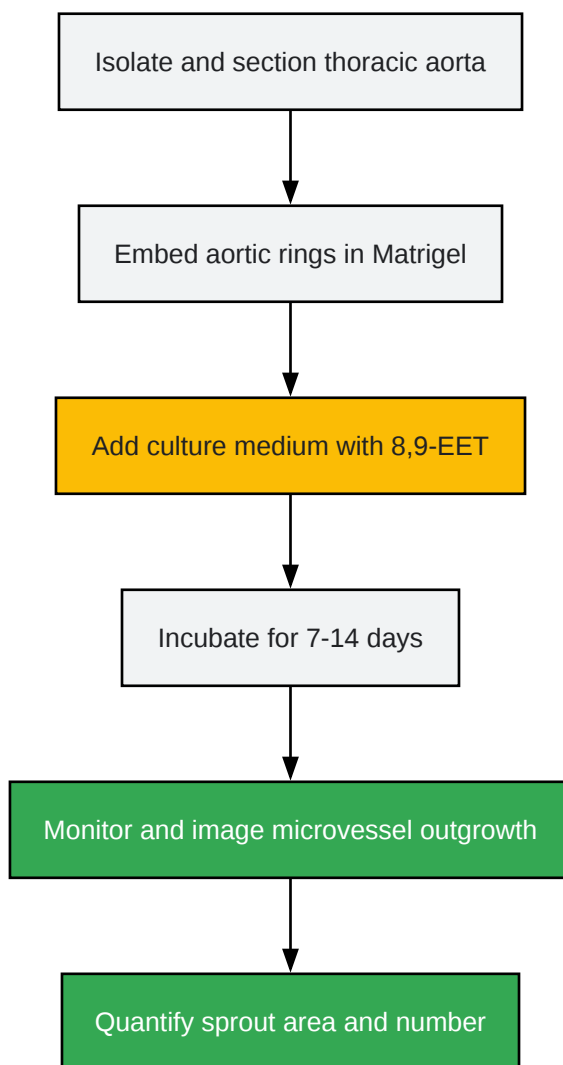 Isolate and section thoracic aorta
Embed aortic rings in Matrigel
Add culture medium with 8,9-EET
Incubate for 7-14 days
Monitor and image microvessel outgrowth
Quantify sprout area and number